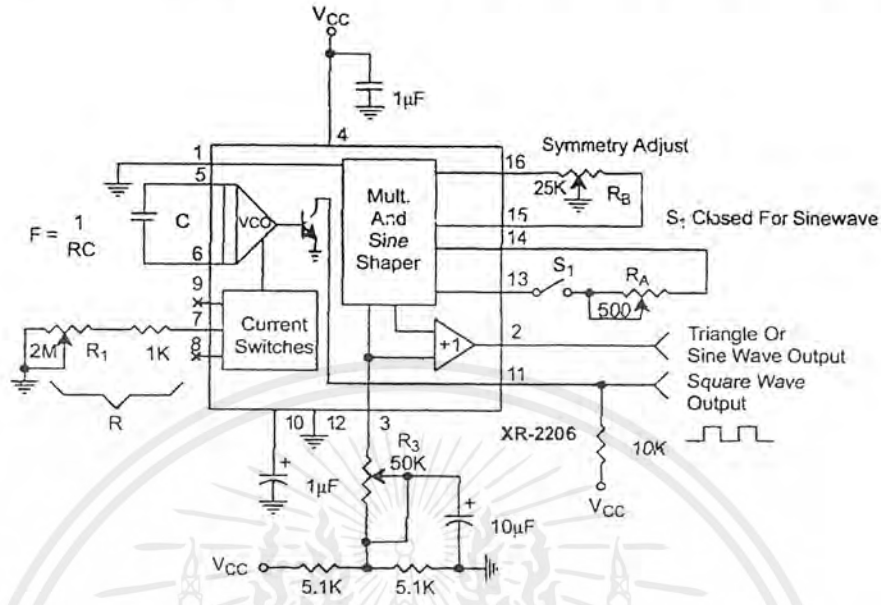 VCC
1µF
4
1
5
C
VCO
F = 1
RC
6
9
7
8
2M
R1
1K
R
Current
Switches
Mult.
And
Sine
Shaper
+1
16
Symmetry Adjust
25K
RB
15
14
S1 Closed For Sinewave
13
S1
RA
500
2
Triangle Or
Sine Wave Output
11
Square Wave
Output
XR-2206
10K
VCC
10
12
3
1µF
+
R3
50K
+
10µF
VCC
5.1K
5.1K